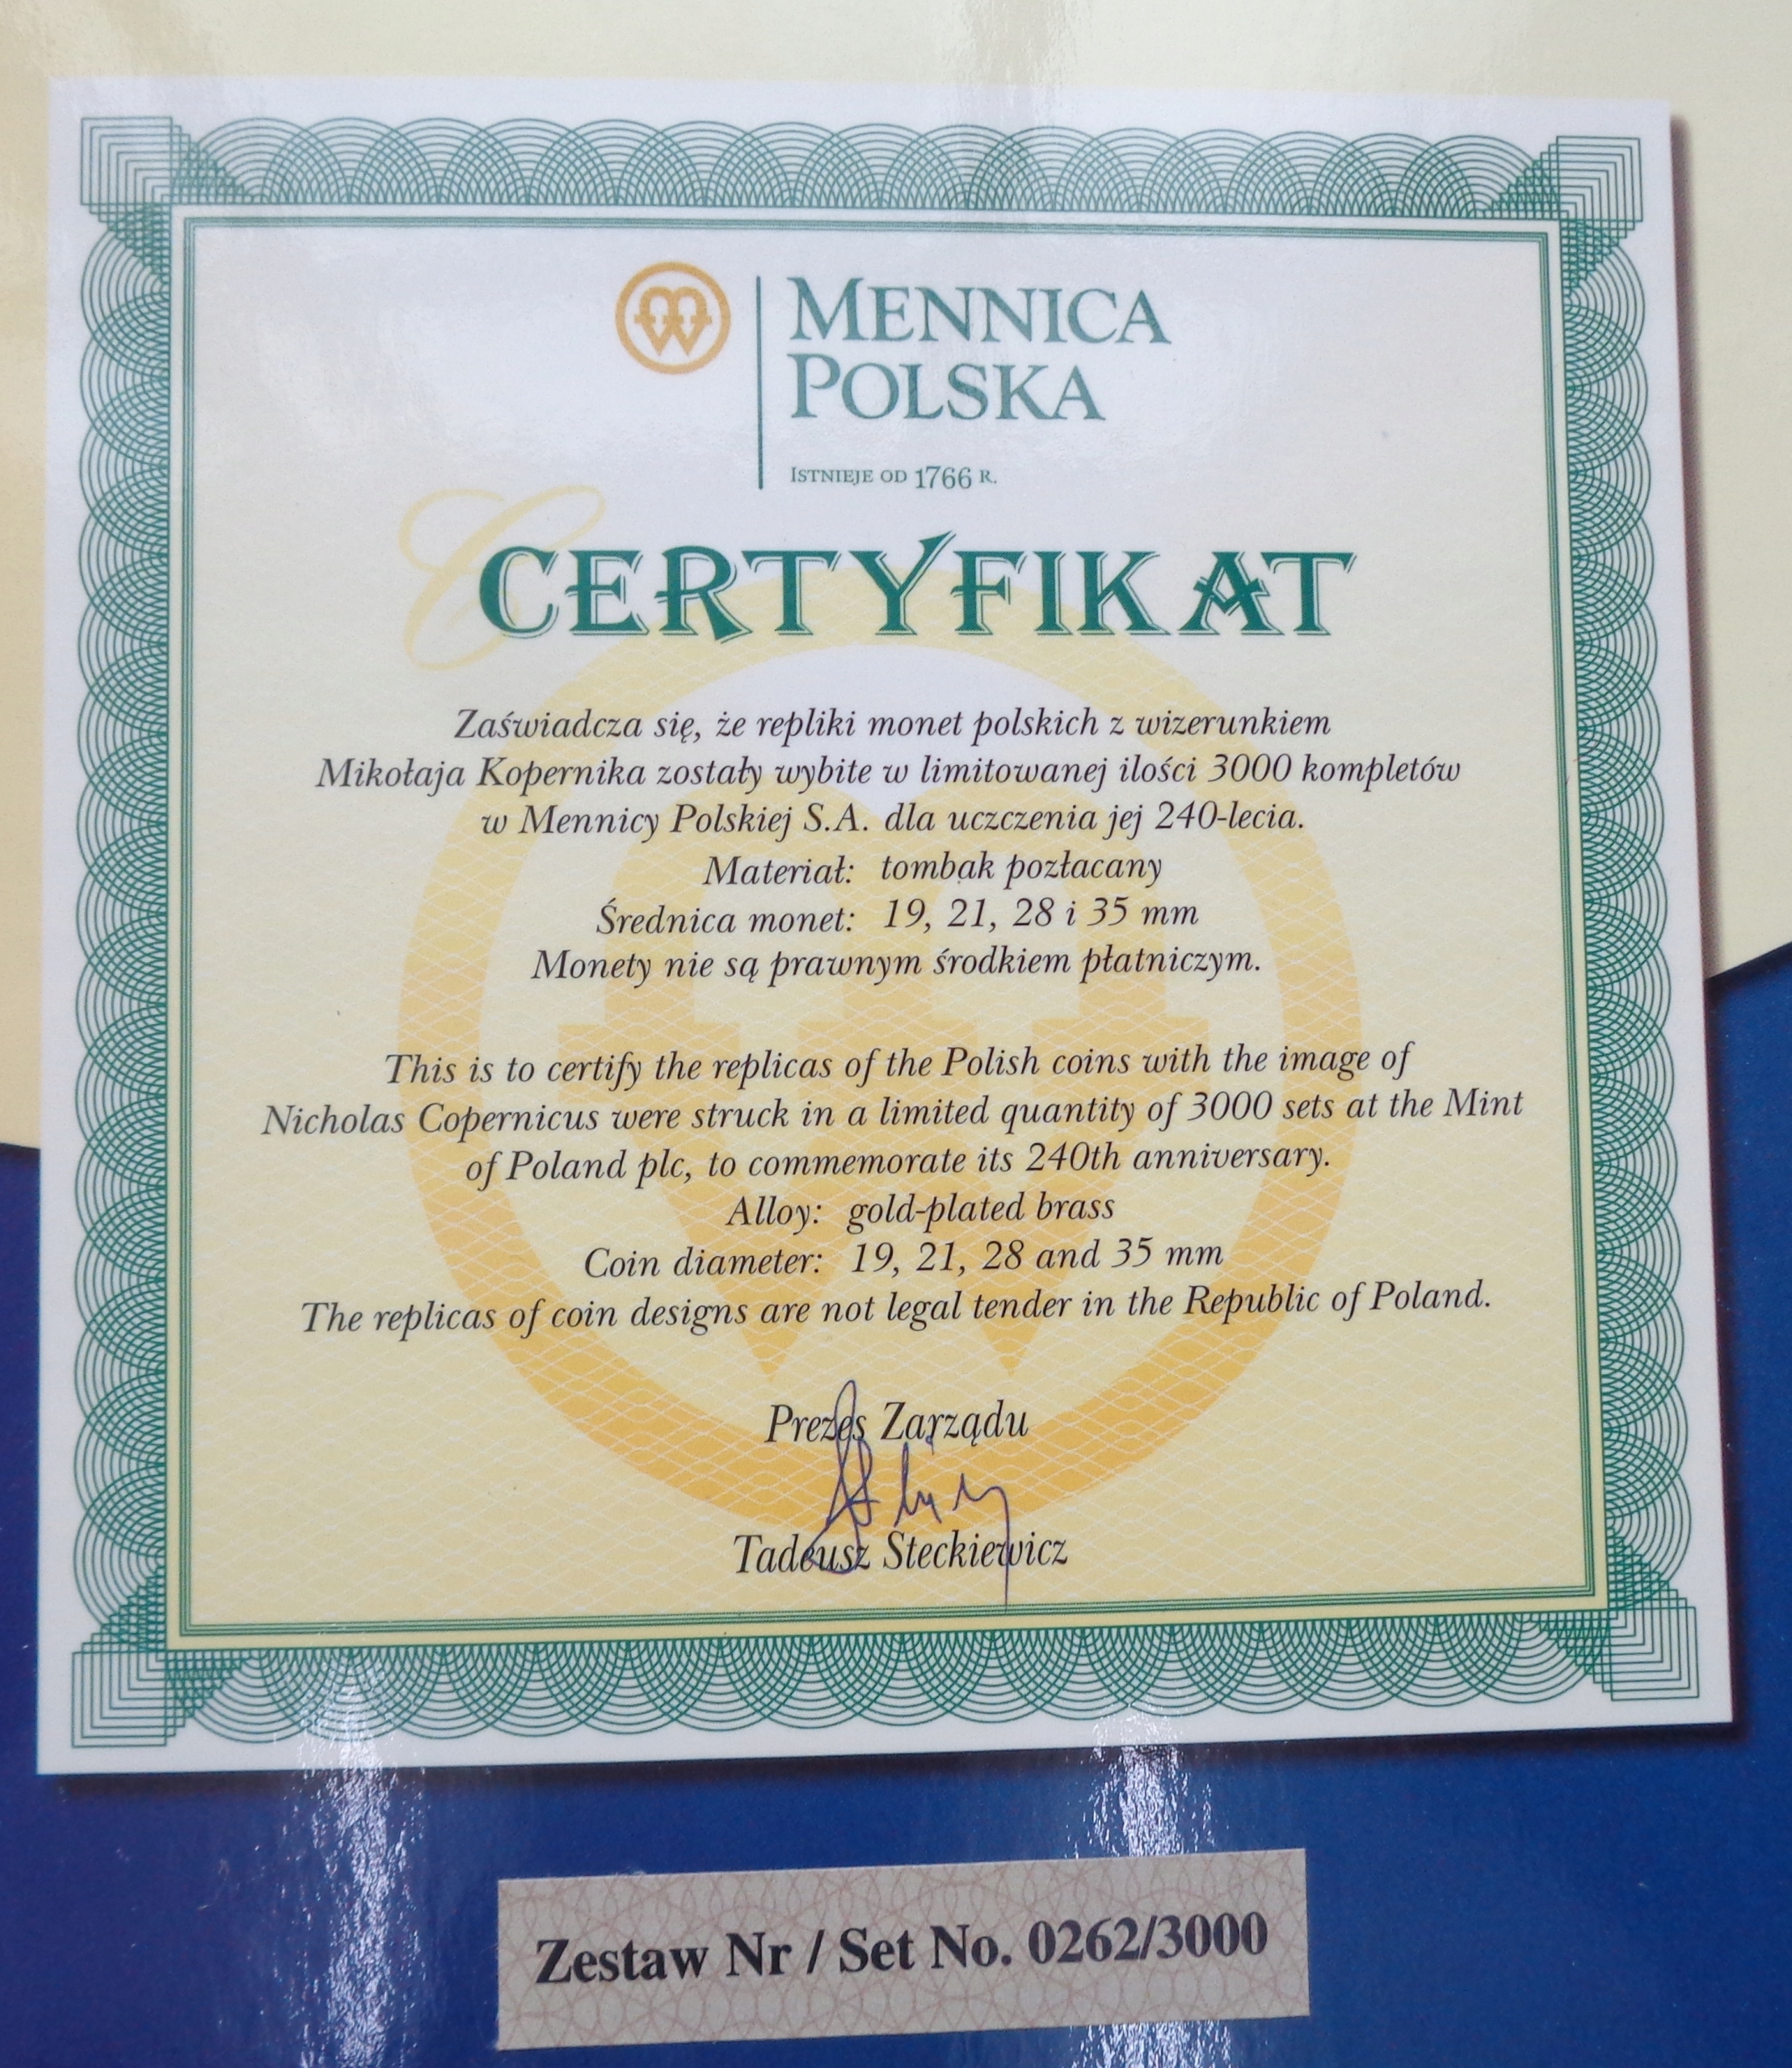 MENNICA
POLSKA
ISTNIEJE OD 1766 R.
CERTYFIKAT
Zaświadcza się, że repliki monet polskich z wizerunkiem
Mikołaja Kopernika zostały wybite w limitowanej ilości 3000 kompletów
w Mennicy Polskiej S.A. dla uczczenia jej 240-lecia.
Materiał: tombak pozłacany
Średnica monet: 19, 21, 28 i 35 mm
Monety nie są prawnym środkiem płatniczym.
This is to certify the replicas of the Polish coins with the image of
Nicholas Copernicus were struck in a limited quantity of 3000 sets at the Mint
of Poland plc, to commemorate its 240th anniversary.
Alloy: gold-plated brass
Coin diameter: 19, 21, 28 and 35 mm
The replicas of coin designs are not legal tender in the Republic of Poland.
Prezes Zarządu
Tadeusz Steckiewicz
Zestaw Nr / Set No. 0262/3000